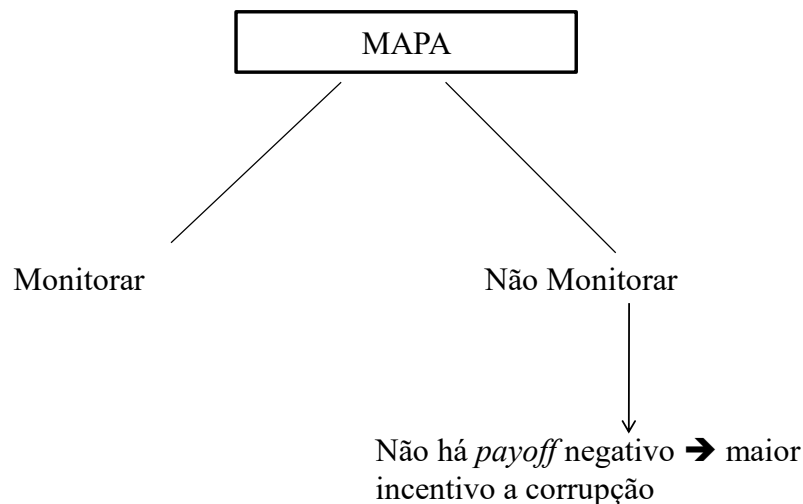 MAPA
Monitorar
Não Monitorar
Não há payoff negativo ➔ maior
incentivo a corrupção